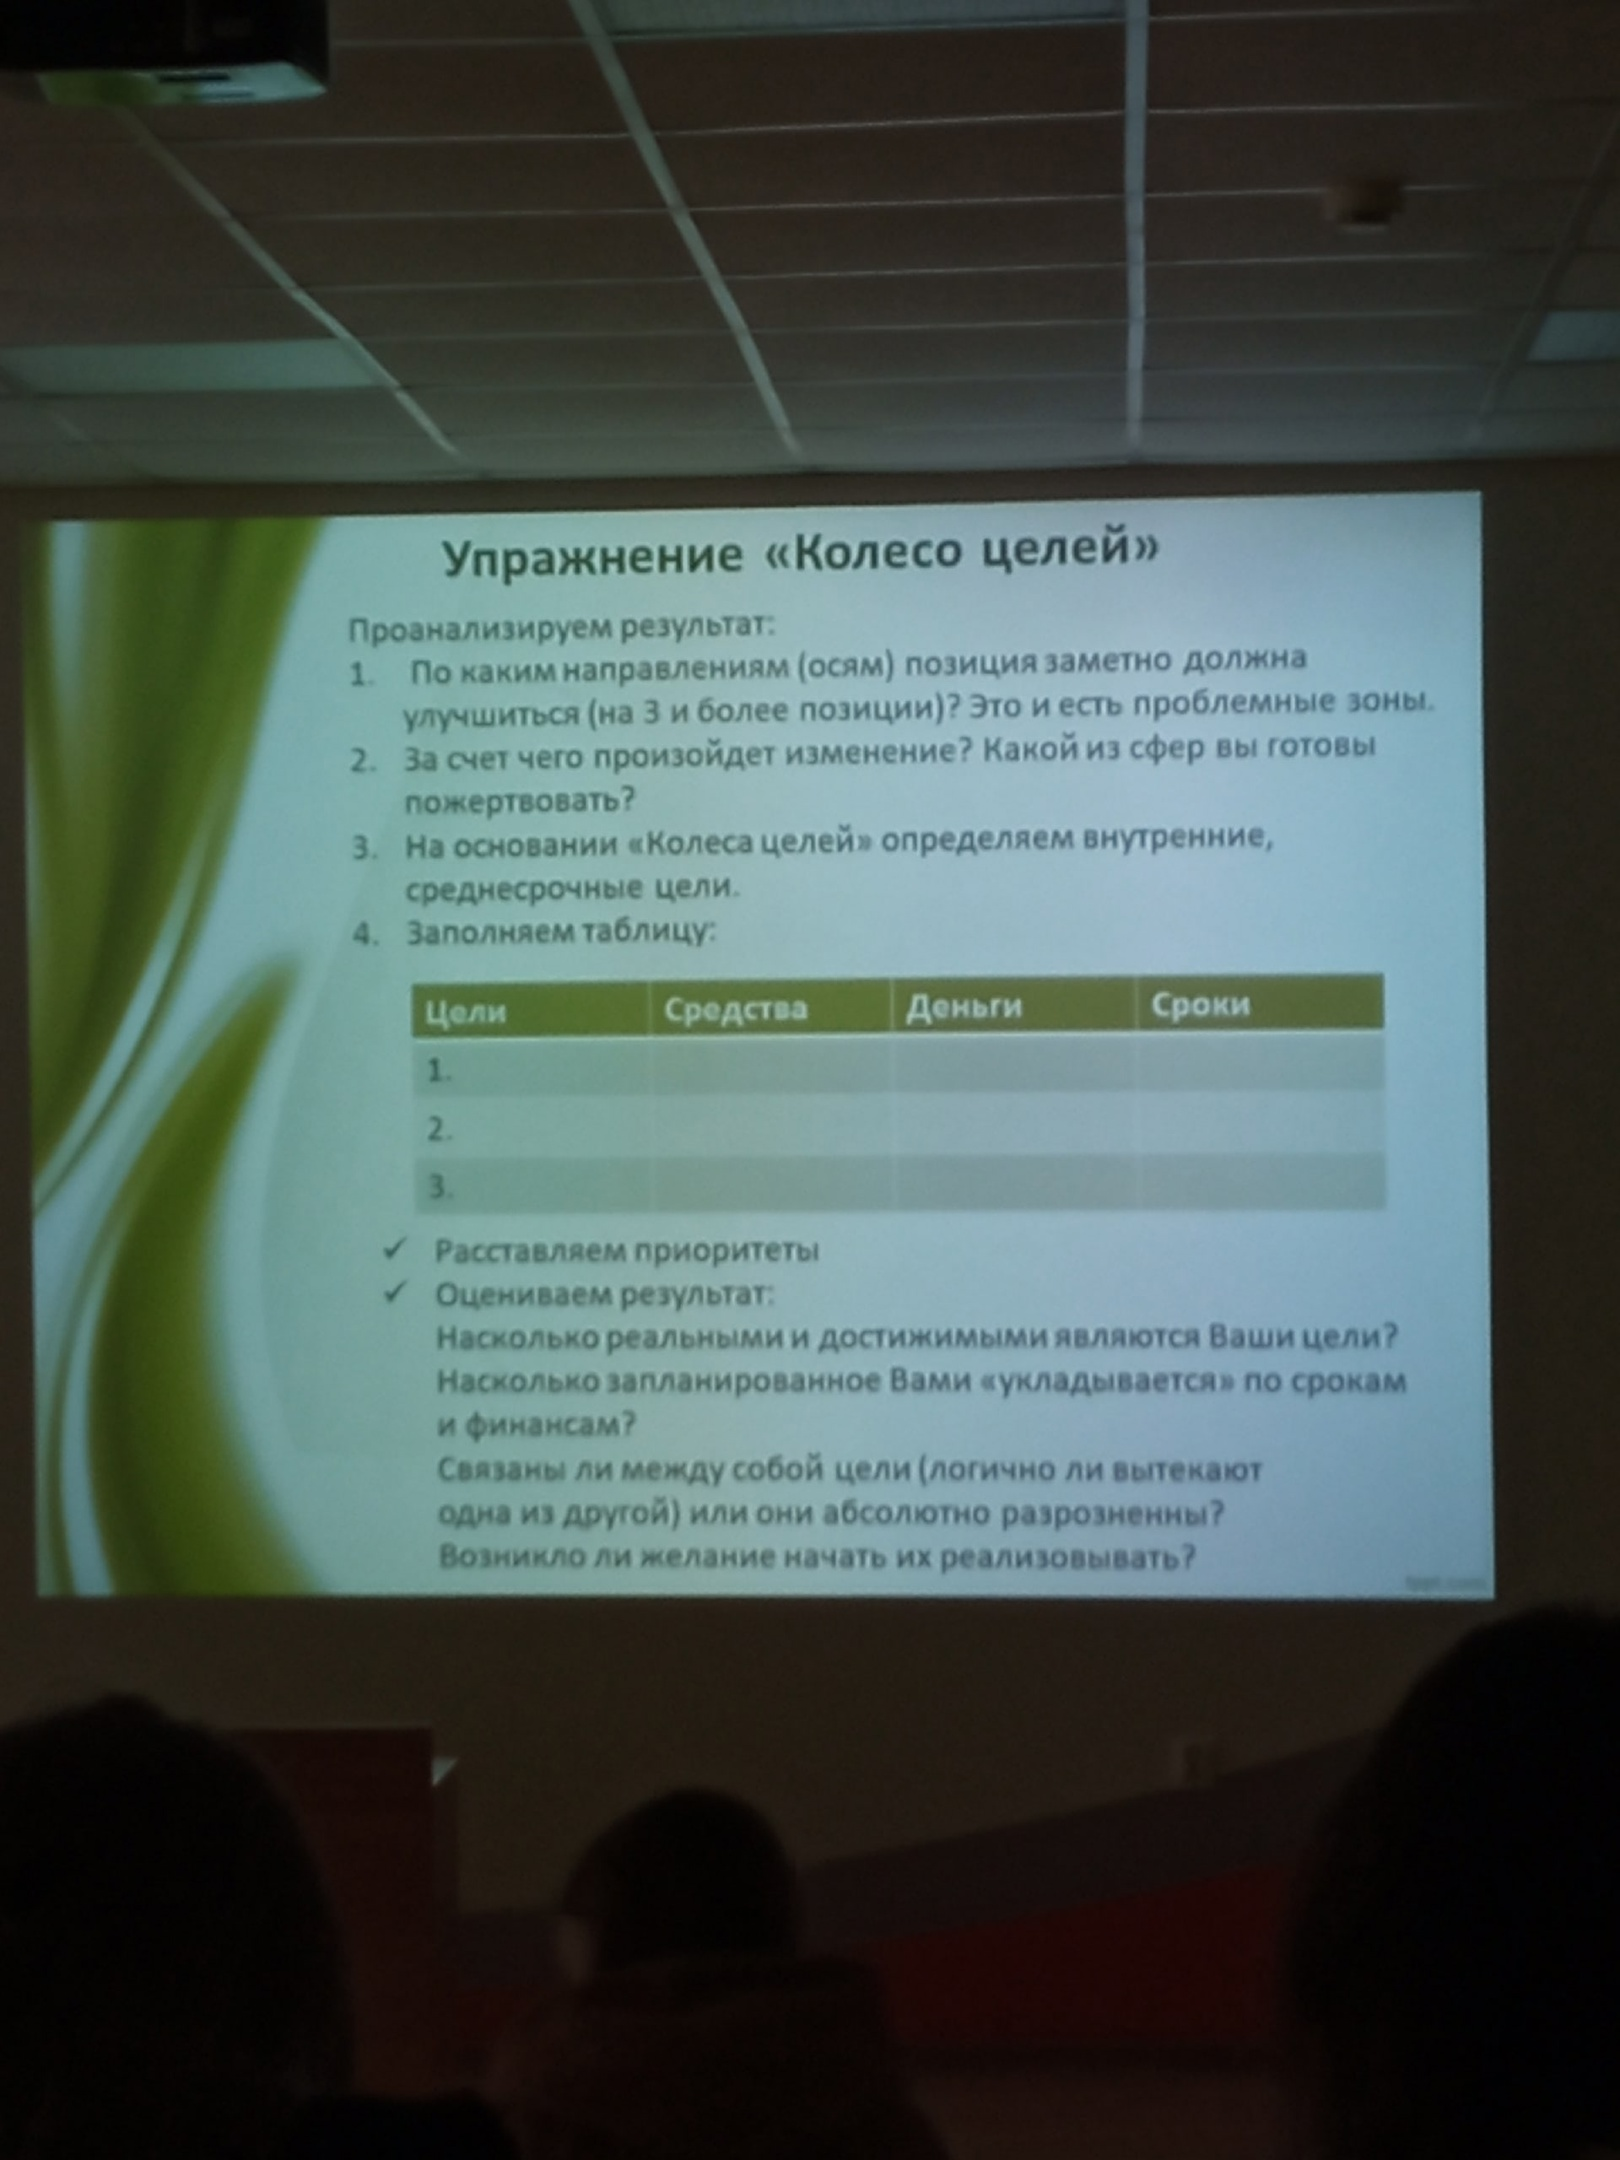 Упражнение «Колесо целей»
Проанализируем результат:
1. По каким направлениям (осям) позиция заметно должна
улучшиться (на 3 и более позиции)? Это и есть проблемные зоны.
2. За счет чего произойдет изменение? Какой из сфер вы готовы
пожертвовать?
3. На основании «Колеса целей» определяем внутренние,
среднесрочные цели.
4. Заполняем таблицу:
Цели Средства Деньги Сроки
1.
2.
3.
✓ Расставляем приоритеты
✓ Оцениваем результат:
Насколько реальными и достижимыми являются Ваши цели?
Насколько запланированное Вами «укладывается» по срокам
и финансам?
Связаны ли между собой цели (логично ли вытекают
одна из другой) или они абсолютно разрозненны?
Возникло ли желание начать их реализовывать?